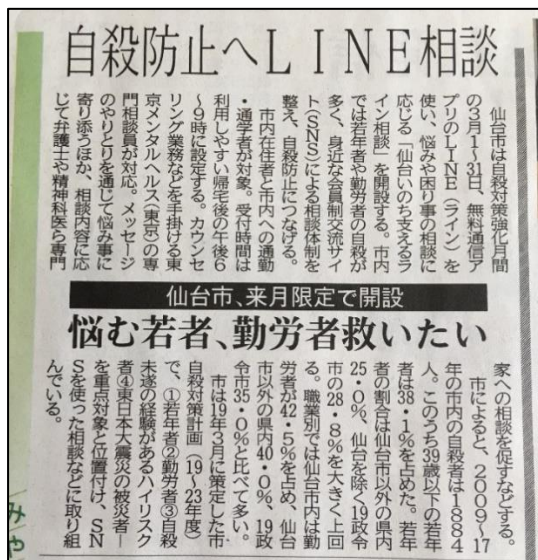 自殺防止へLINE相談
仙台市は自殺対策強化月間
の3月1〜31日、無料通信ア
プリのLINE（ライン）を
使い、悩みや困り事の相談に
応じる「仙台いのち支えるラ
イン相談」を開設する。市内
では若年者や勤労者の自殺が
多く、身近な会員制交流サイ
ト（SNS）による相談体制を
整え、自殺防止につなげる。
市内在住者と市内への通勤
・通学者が対象。受付時間は
利用しやすい帰宅後の午後6
〜9時に設定する。カウンセ
リング業務などを手掛ける東
京メンタルヘルス（東京）の専
門相談員が対応。メッセージ
のやりとりを通じて悩み事に
寄り添うほか、相談内容に応
じて弁護士や精神科医ら専門
仙台市、来月限定で開設
悩む若者、勤労者救いたい
家への相談を促すなどする。
市によると、2009〜17
年の市内の自殺者は1884
人。このうち39歳以下の若年
者は38・1％を占めた。若年
者の割合は仙台市以外の県内
25・0％、仙台を除く19政令
市の28・8％を大きく上回
る。職業別では仙台市内は勤
労者が42・5％を占め、仙台
市以外の県内40・0％、19政
令市35・0％と比べて多い。
市は19年3月に策定した市
自殺対策計画（19〜23年度）
で、①若年者②勤労者③自殺
未遂の経験があるハイリスク
者④東日本大震災の被災者—
を重点対象と位置付け、SN
Sを使った相談などに取り組
んでいる。
みや